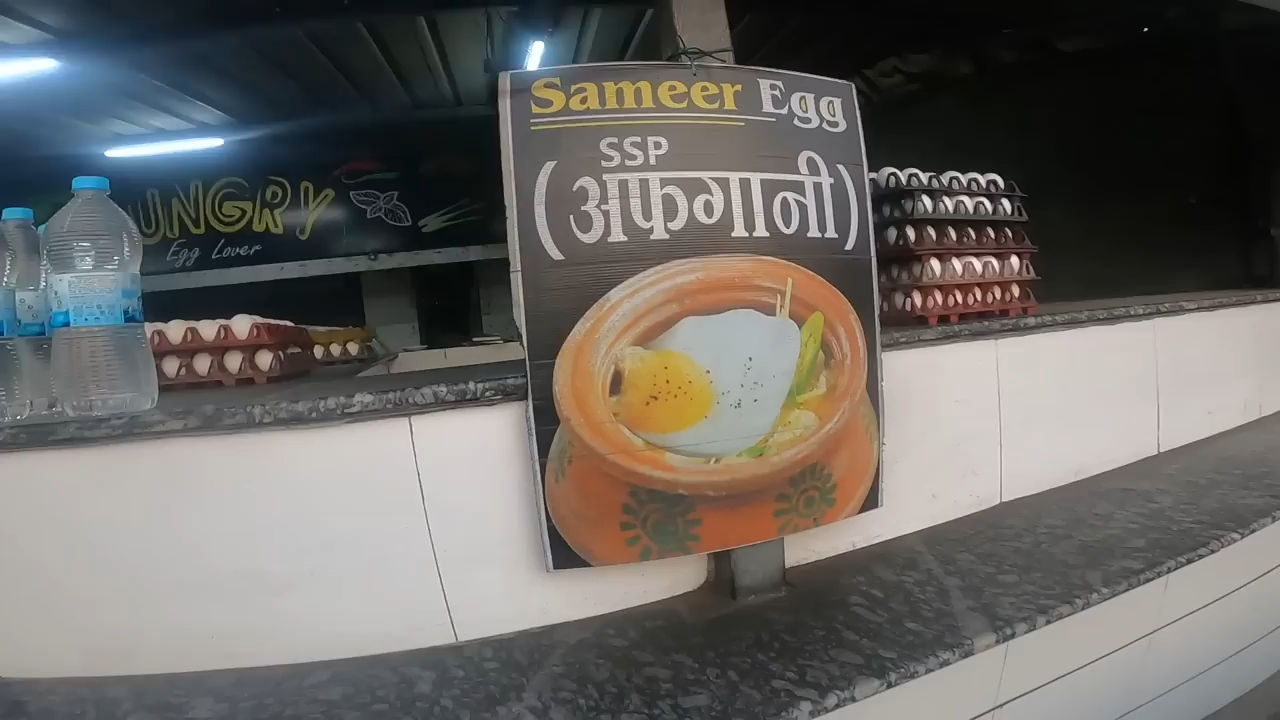 Sameer Egg
SSP
(अफगानी)
UNGRY
Egg Lover